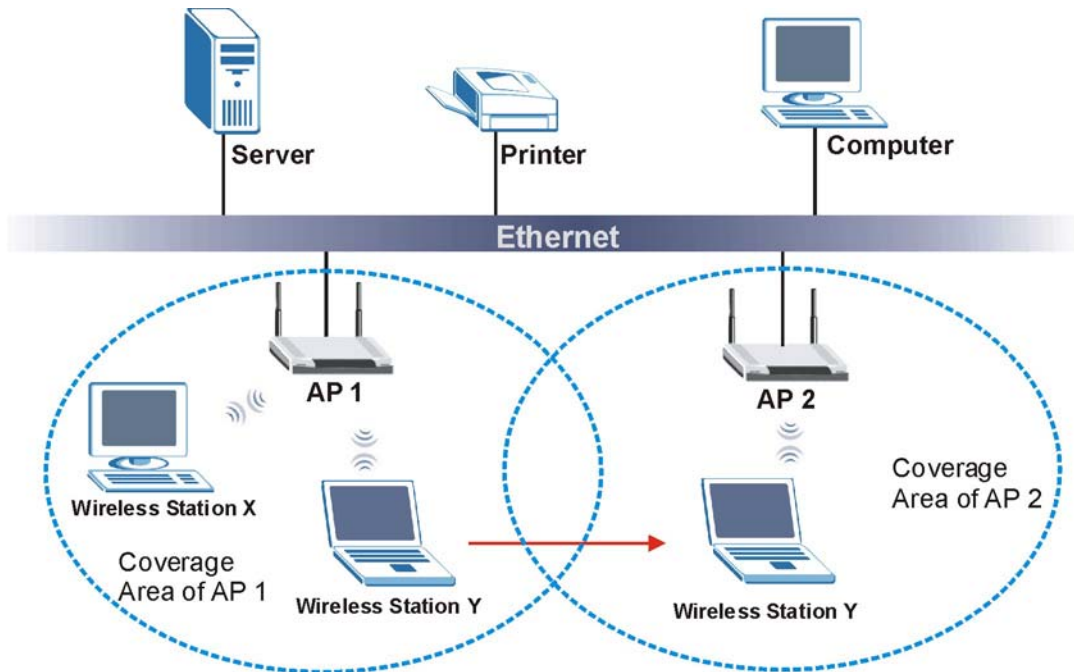 Server
Printer
Computer
Ethernet
AP 1
AP 2
Wireless Station X
Coverage
Area of AP 1
Wireless Station Y
Coverage
Area of AP 2
Wireless Station Y